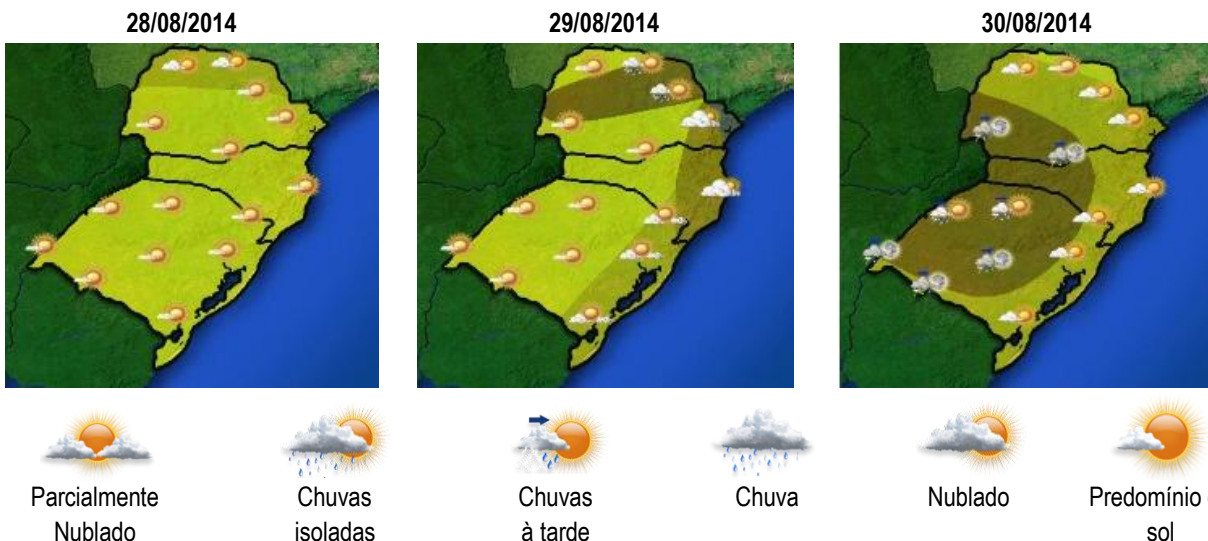 28/08/2014
29/08/2014
30/08/2014
Parcialmente
Nublado
Chuvas
isoladas
Chuvas
à tarde
Chuva
Nublado
Predomínio
sol